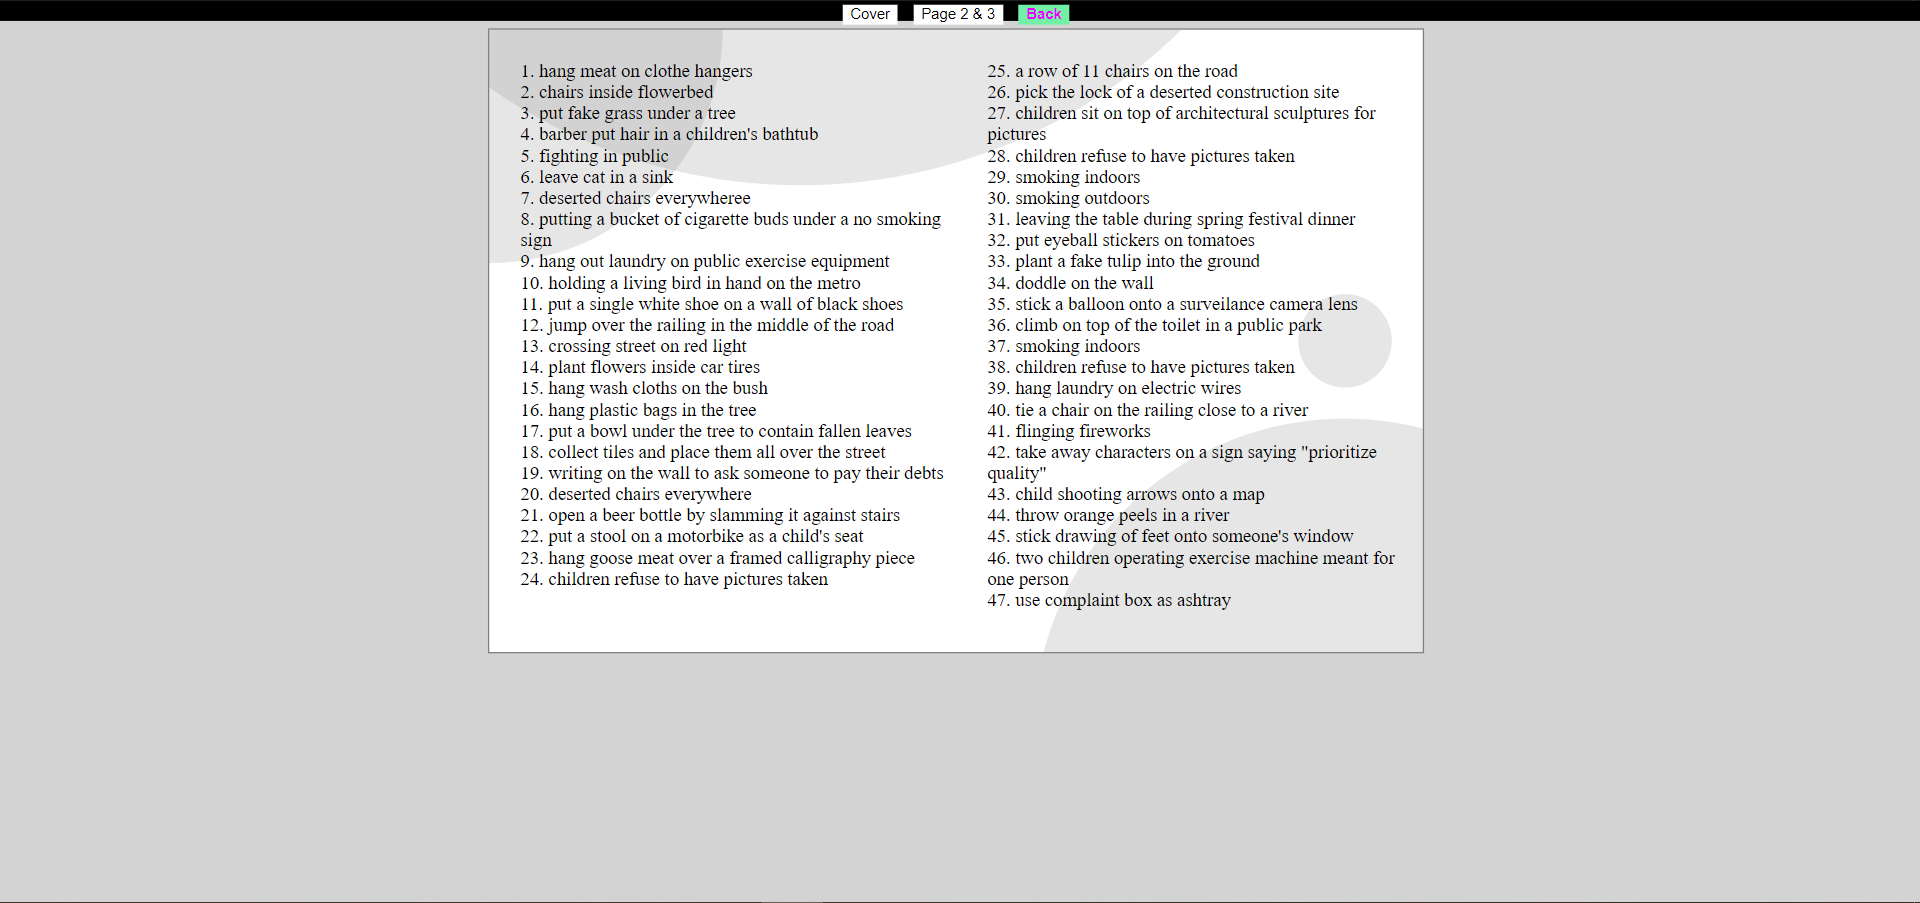 Cover
Page 2 & 3
Back
1. hang meat on clothe hangers
2. chairs inside flowerbed
3. put fake grass under a tree
4. barber put hair in a children's bathtub
5. fighting in public
6. leave cat in a sink
7. deserted chairs everywheree
8. putting a bucket of cigarette buds under a no smoking
sign
9. hang out laundry on public exercise equipment
10. holding a living bird in hand on the metro
11. put a single white shoe on a wall of black shoes
12. jump over the railing in the middle of the road
13. crossing street on red light
14. plant flowers inside car tires
15. hang wash cloths on the bush
16. hang plastic bags in the tree
17. put a bowl under the tree to contain fallen leaves
18. collect tiles and place them all over the street
19. writing on the wall to ask someone to pay their debts
20. deserted chairs everywhere
21. open a beer bottle by slamming it against stairs
22. put a stool on a motorbike as a child's seat
23. hang goose meat over a framed calligraphy piece
24. children refuse to have pictures taken
25. a row of 11 chairs on the road
26. pick the lock of a deserted construction site
27. children sit on top of architectural sculptures for
pictures
28. children refuse to have pictures taken
29. smoking indoors
30. smoking outdoors
31. leaving the table during spring festival dinner
32. put eyeball stickers on tomatoes
33. plant a fake tulip into the ground
34. doddle on the wall
35. stick a balloon onto a surveilance camera lens
36. climb on top of the toilet in a public park
37. smoking indoors
38. children refuse to have pictures taken
39. hang laundry on electric wires
40. tie a chair on the railing close to a river
41. flinging fireworks
42. take away characters on a sign saying "prioritize
quality"
43. child shooting arrows onto a map
44. throw orange peels in a river
45. stick drawing of feet onto someone's window
46. two children operating exercise machine meant for
one person
47. use complaint box as ashtray